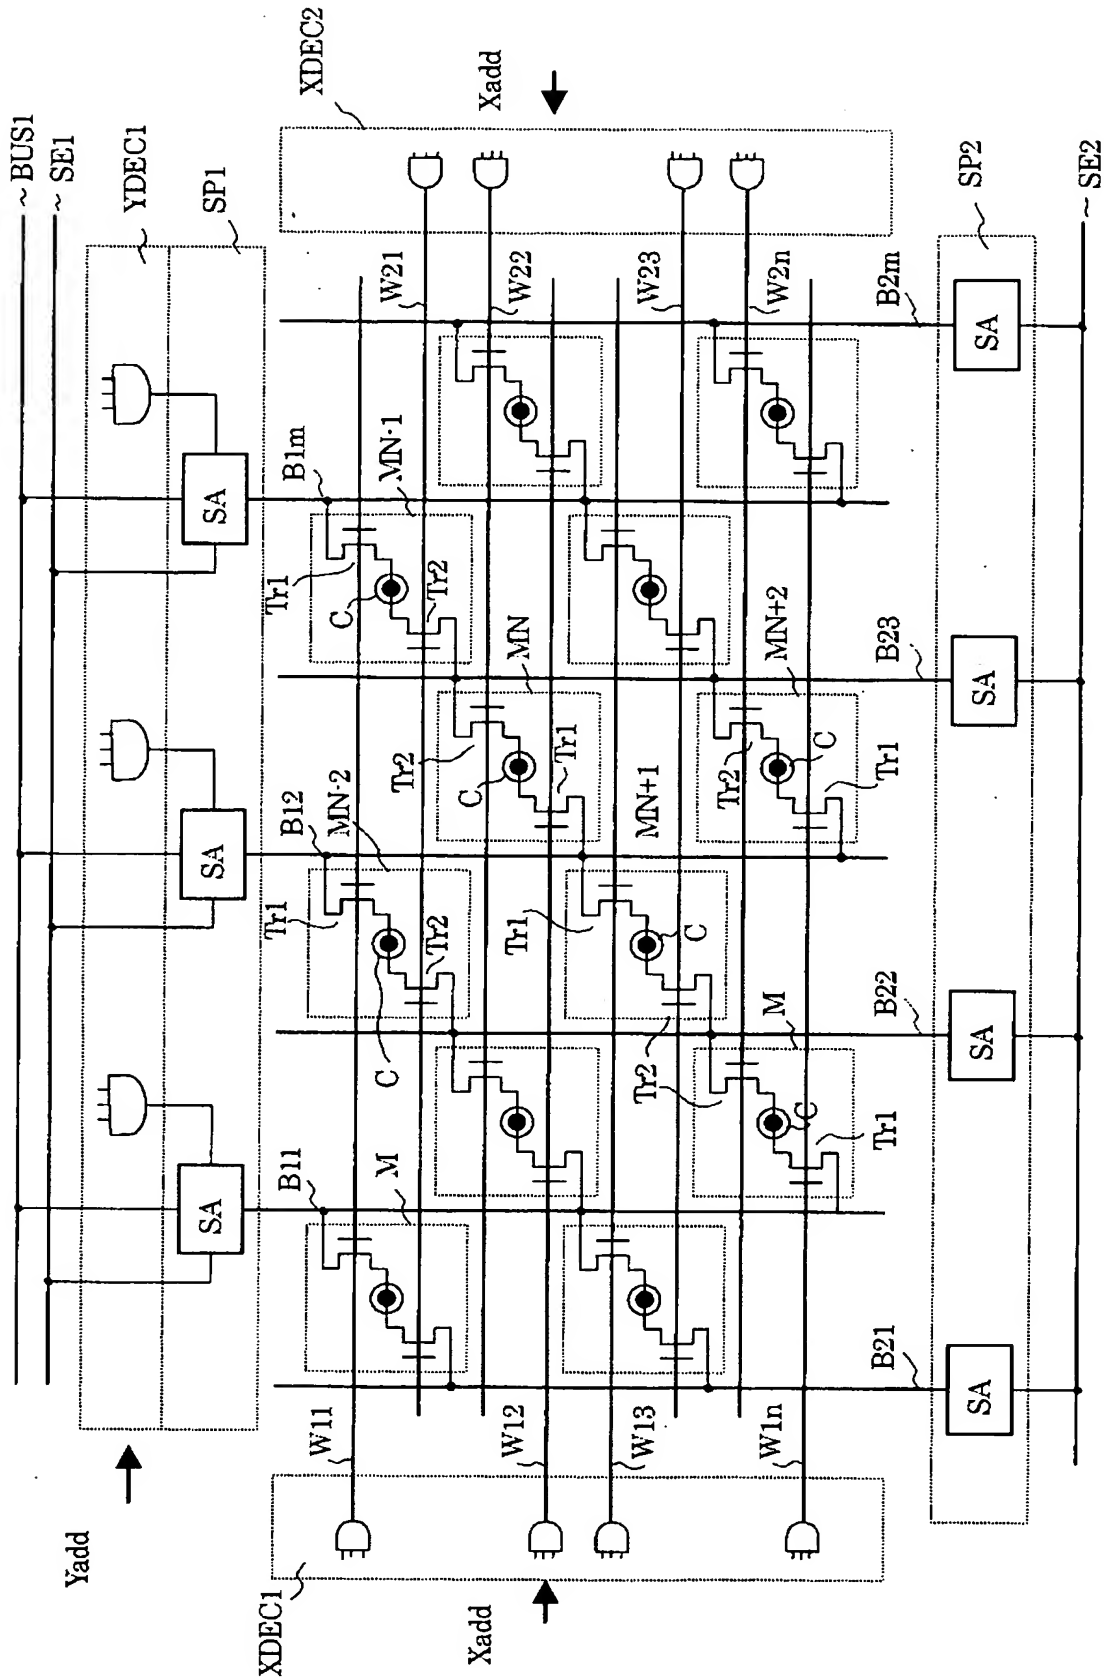 XDEC2
Xadd
~ BUS1
~ SE1
YDEC1
SP1
W21
W22
W23
W2n
B2m
SP2
~ SE2
SA
SA
B1m
MN-1
Tr1
C
Tr2
MN
Tr2
C
Tr1
MN+2
Tr2
C
Tr1
B23
SA
SA
B12
MN-2
Tr1
C
Tr2
MN+1
Tr1
C
Tr2
B22
SA
SA
B11
M
M
Tr2
C
Tr1
B21
SA
W11
W12
W13
W1n
Yadd
XDEC1
Xadd